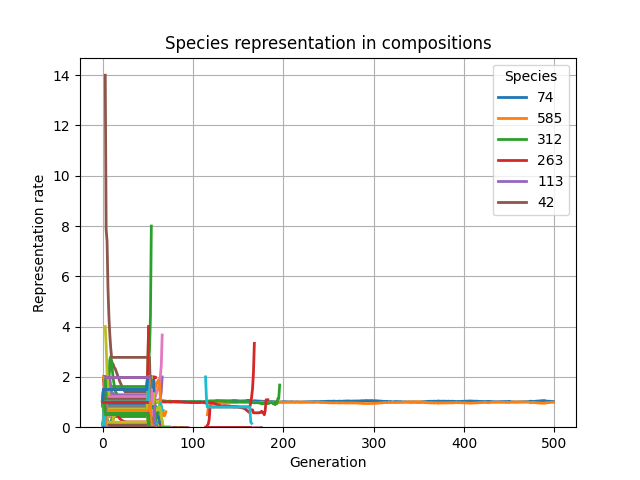 Species representation in compositions
Representation rate
14
12
10
8
6
4
2
0
0 100 200 300 400 500
Generation
Species
74
585
312
263
113
42